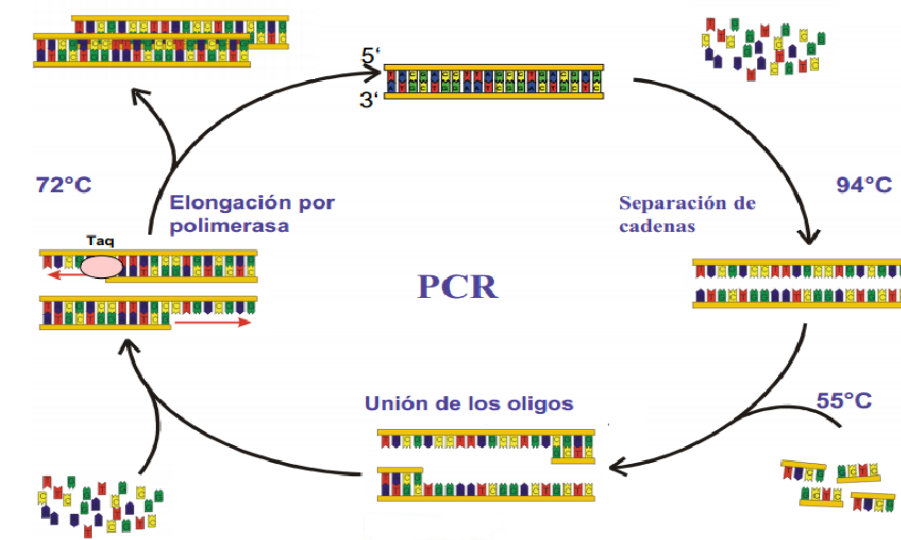 5‘
3‘
72°C
94°C
Elongación por
polimerasa
Separación de
cadenas
Taq
PCR
Unión de los oligos
55°C